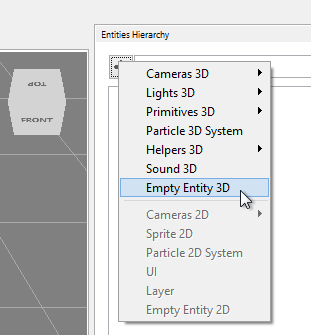 Entities Hierarchy
TOP
FRONT
Cameras 3D
Lights 3D
Primitives 3D
Particle 3D System
Helpers 3D
Sound 3D
Empty Entity 3D
Cameras 2D
Sprite 2D
Particle 2D System
UI
Layer
Empty Entity 2D